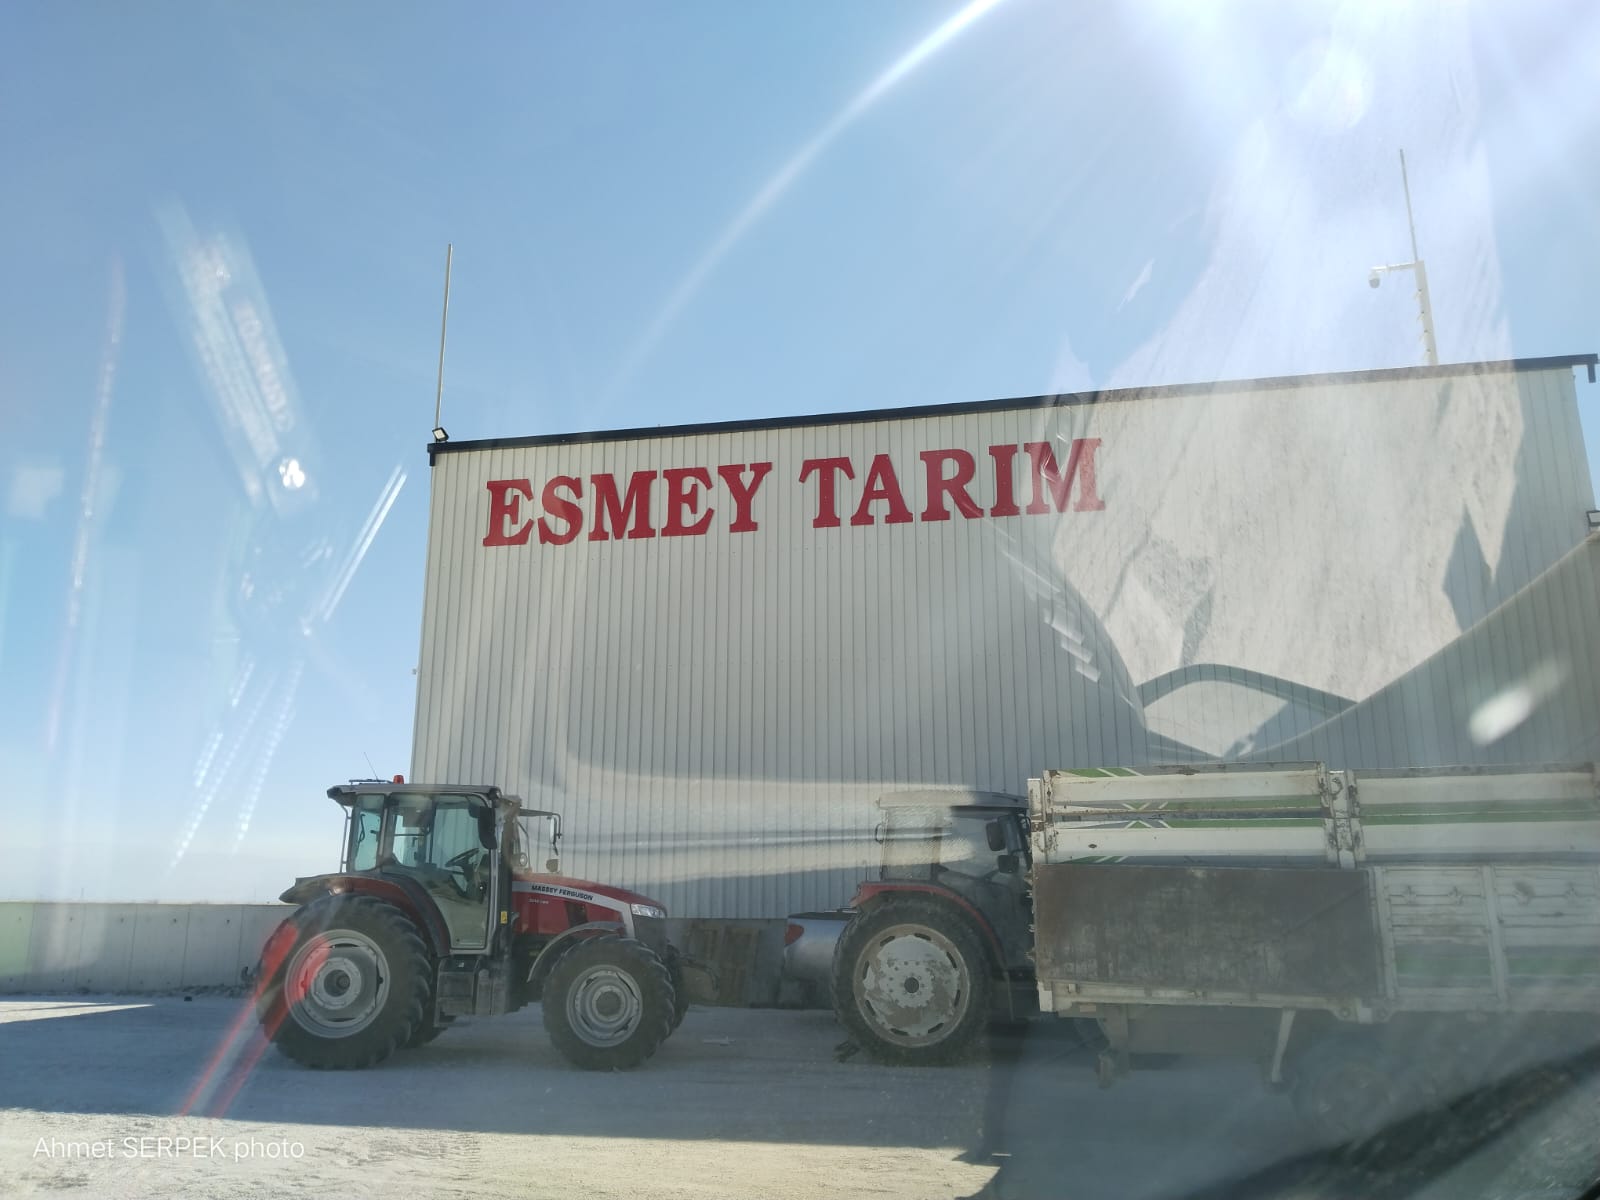 ESMEY TARIM
MASSEY FERGUSON
Ahmet SERPEK photo